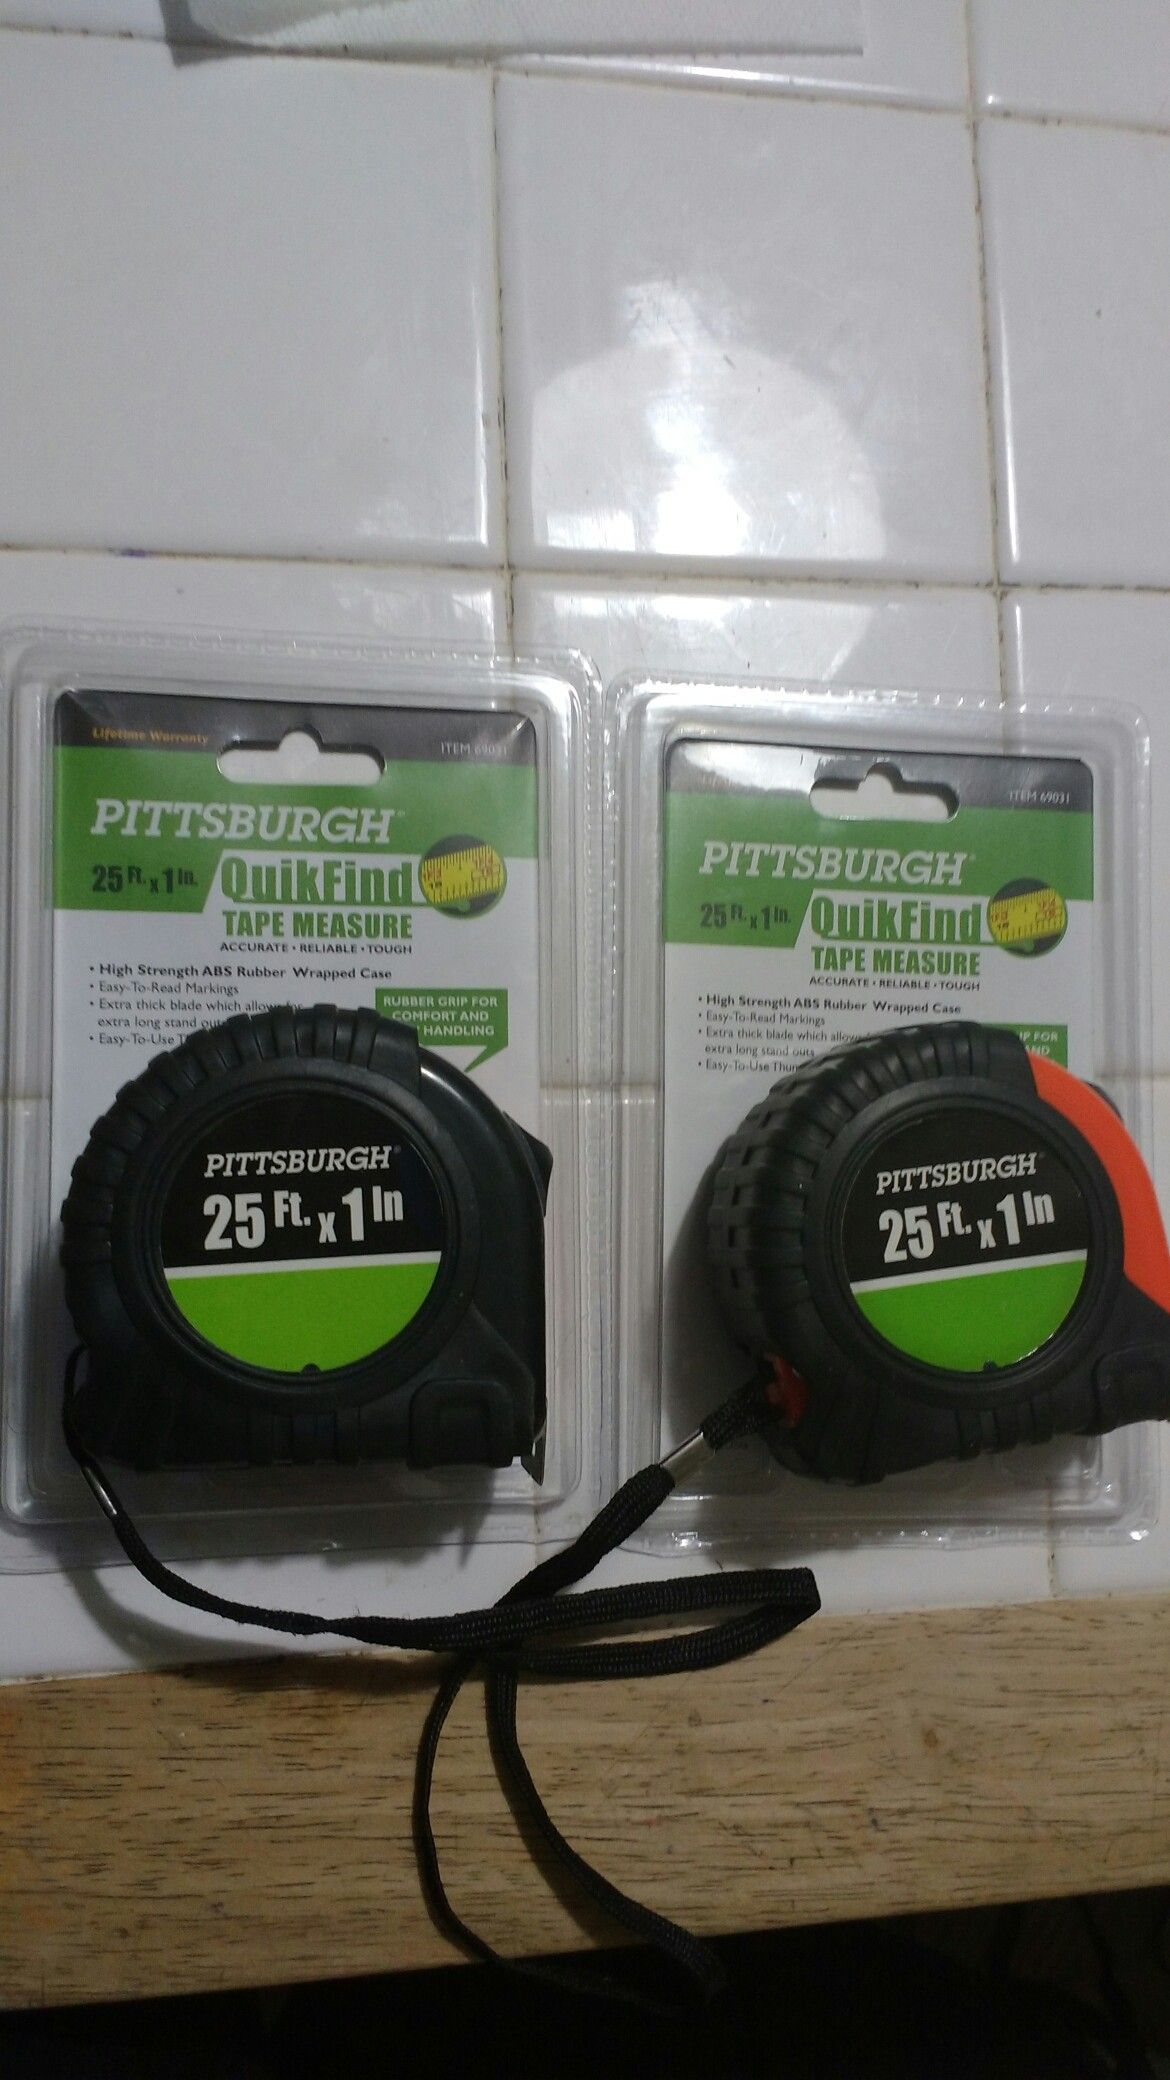 Lifetime Warranty
ITEM 69031
PITTSBURGH
25 Ft. x 1 In.
QuikFind
TAPE MEASURE
ACCURATE • RELIABLE • TOUGH
• High Strength ABS Rubber Wrapped Case
• Easy-To-Read Markings
• Extra thick blade which allows for
extra long stand outs
• Easy-To-Use
RUBBER GRIP FOR
COMFORT AND
HANDLING
PITTSBURGH
25 Ft. x 1 In
ITEM 69031
PITTSBURGH
25 Ft. x 1 In.
QuikFind
TAPE MEASURE
ACCURATE • RELIABLE • TOUGH
• High Strength ABS Rubber Wrapped Case
• Easy-To-Read Markings
• Extra thick blade which allows
extra long stand outs
• Easy-To-Use
FOR
PITTSBURGH
25 Ft. x 1 In